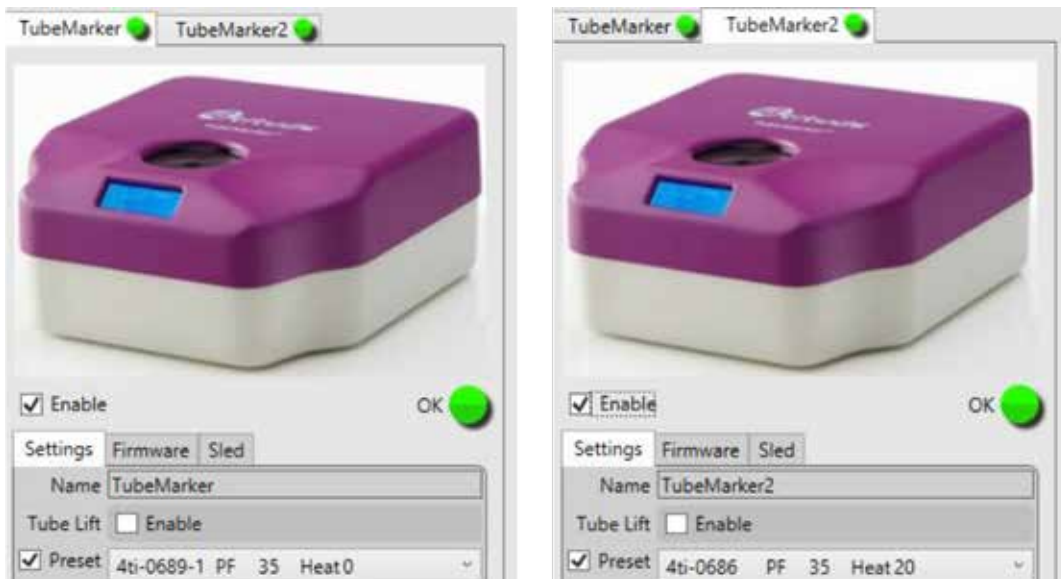 TubeMarker TubeMarker2
Enable OK
Settings Firmware Sled
Name TubeMarker
Tube Lift Enable
Preset 4ti-0689-1 PF 35 Heat 0
TubeMarker TubeMarker2
Enable OK
Settings Firmware Sled
Name TubeMarker2
Tube Lift Enable
Preset 4ti-0686 PF 35 Heat 20